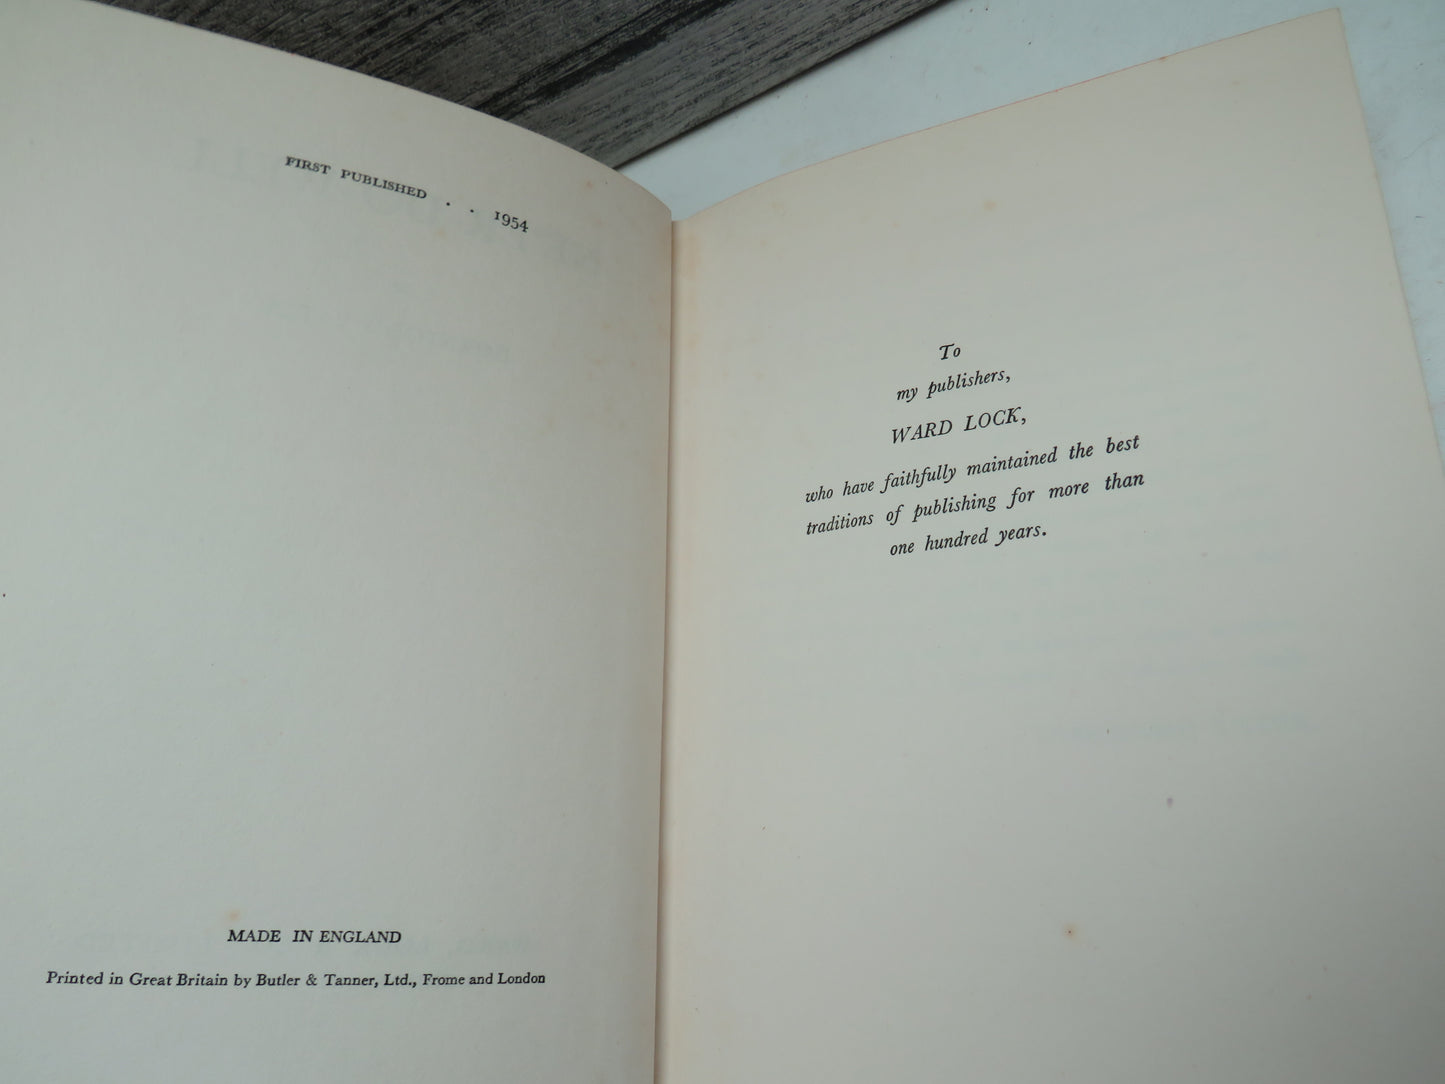 FIRST PUBLISHED . . 1954
MADE IN ENGLAND
Printed in Great Britain by Butler & Tanner, Ltd., Frome and London
To
my publishers,
WARD LOCK,
who have faithfully maintained the best
traditions of publishing for more than
one hundred years.